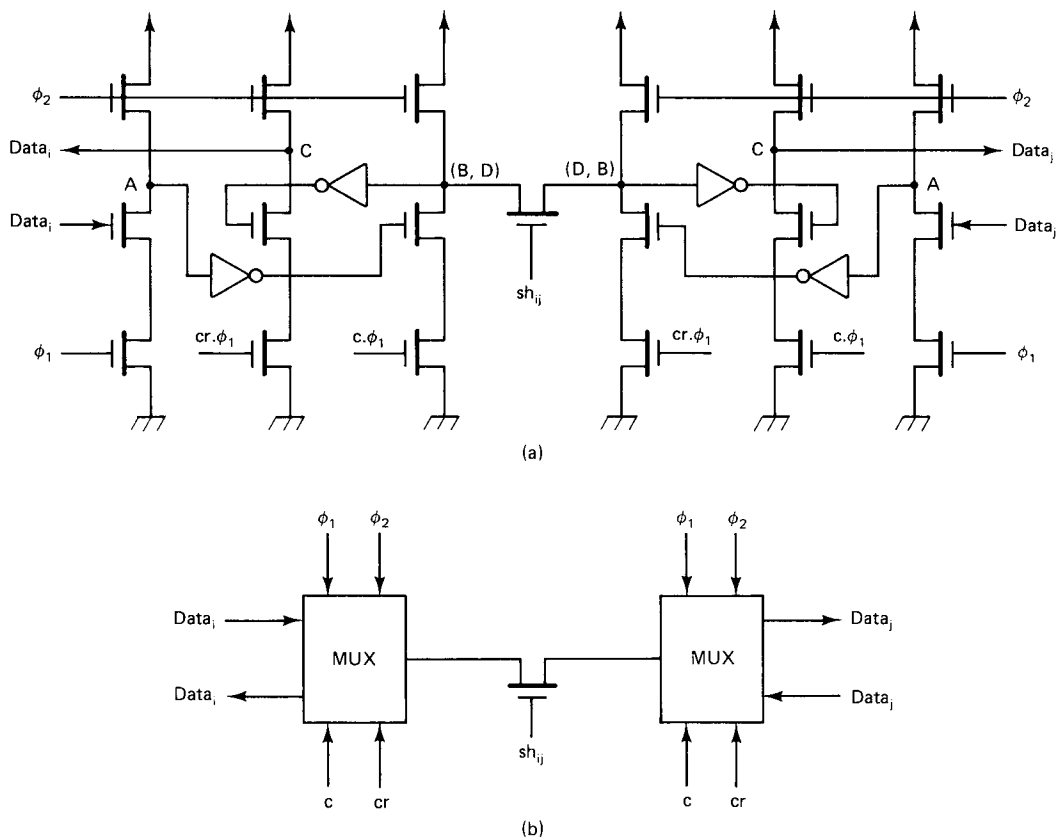 ϕ₂ ϕ₂
Dataᵢ C C Dataⱼ
A (B, D) (D, B) A
Dataᵢ Dataⱼ
shᵢⱼ
ϕ₁ cr.ϕ₁ c.ϕ₁ cr.ϕ₁ c.ϕ₁ ϕ₁
(a)
ϕ₁ ϕ₂ ϕ₁ ϕ₂
Dataᵢ Dataⱼ
MUX MUX
Dataᵢ Dataⱼ
shᵢⱼ
c cr c cr
(b)